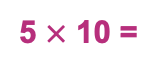 5 × 10 =